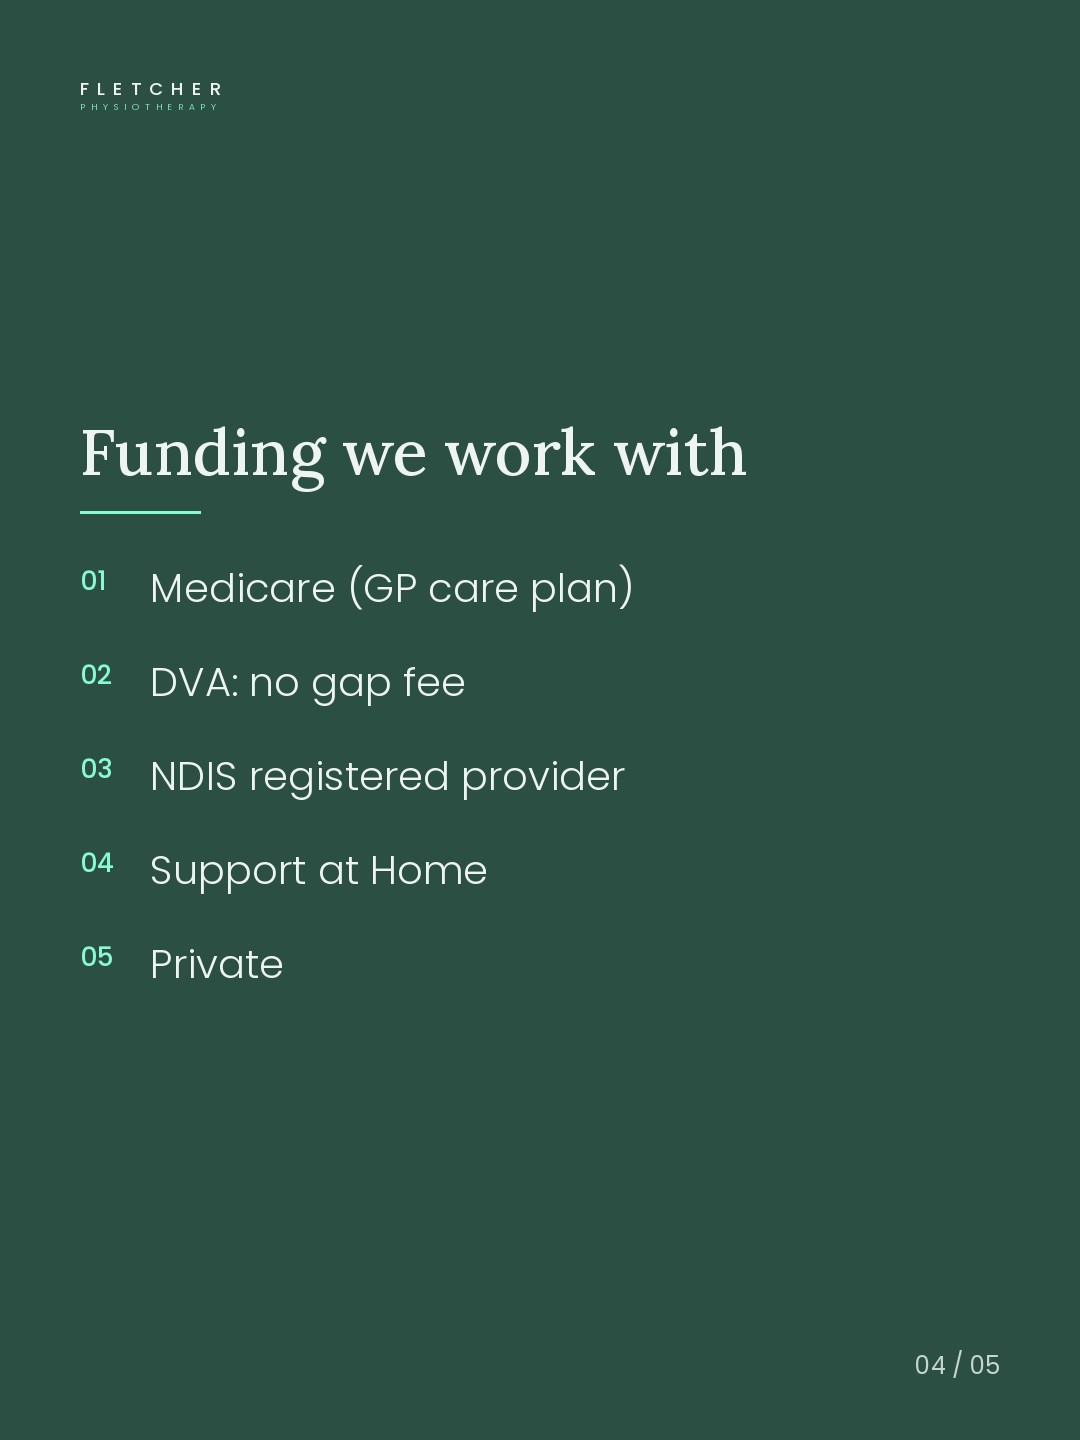 FLETCHER
PHYSIOTHERAPY
Funding we work with
01 Medicare (GP care plan)
02 DVA: no gap fee
03 NDIS registered provider
04 Support at Home
05 Private
04 / 05